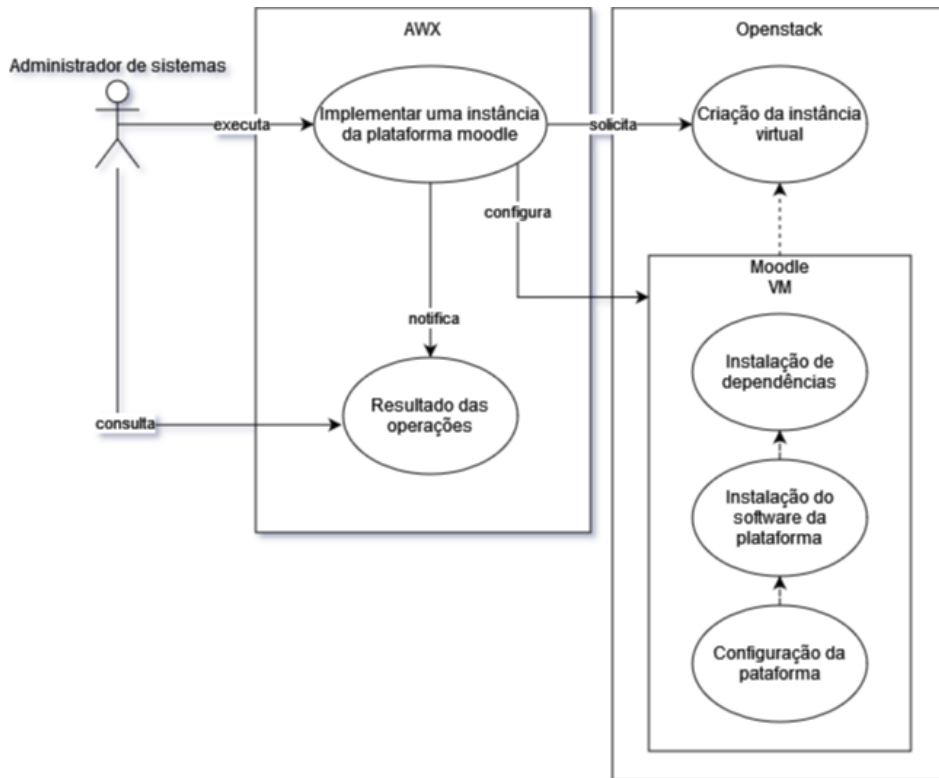 AWX
Openstack
Administrador de sistemas
executa
Implementar uma instância
da plataforma moodle
solicita
Criação da instância
virtual
configura
Moodle
VM
notifica
Instalação de
dependências
consulta
Resultado das
operações
Instalação do
software da
plataforma
Configuração da
pataforma